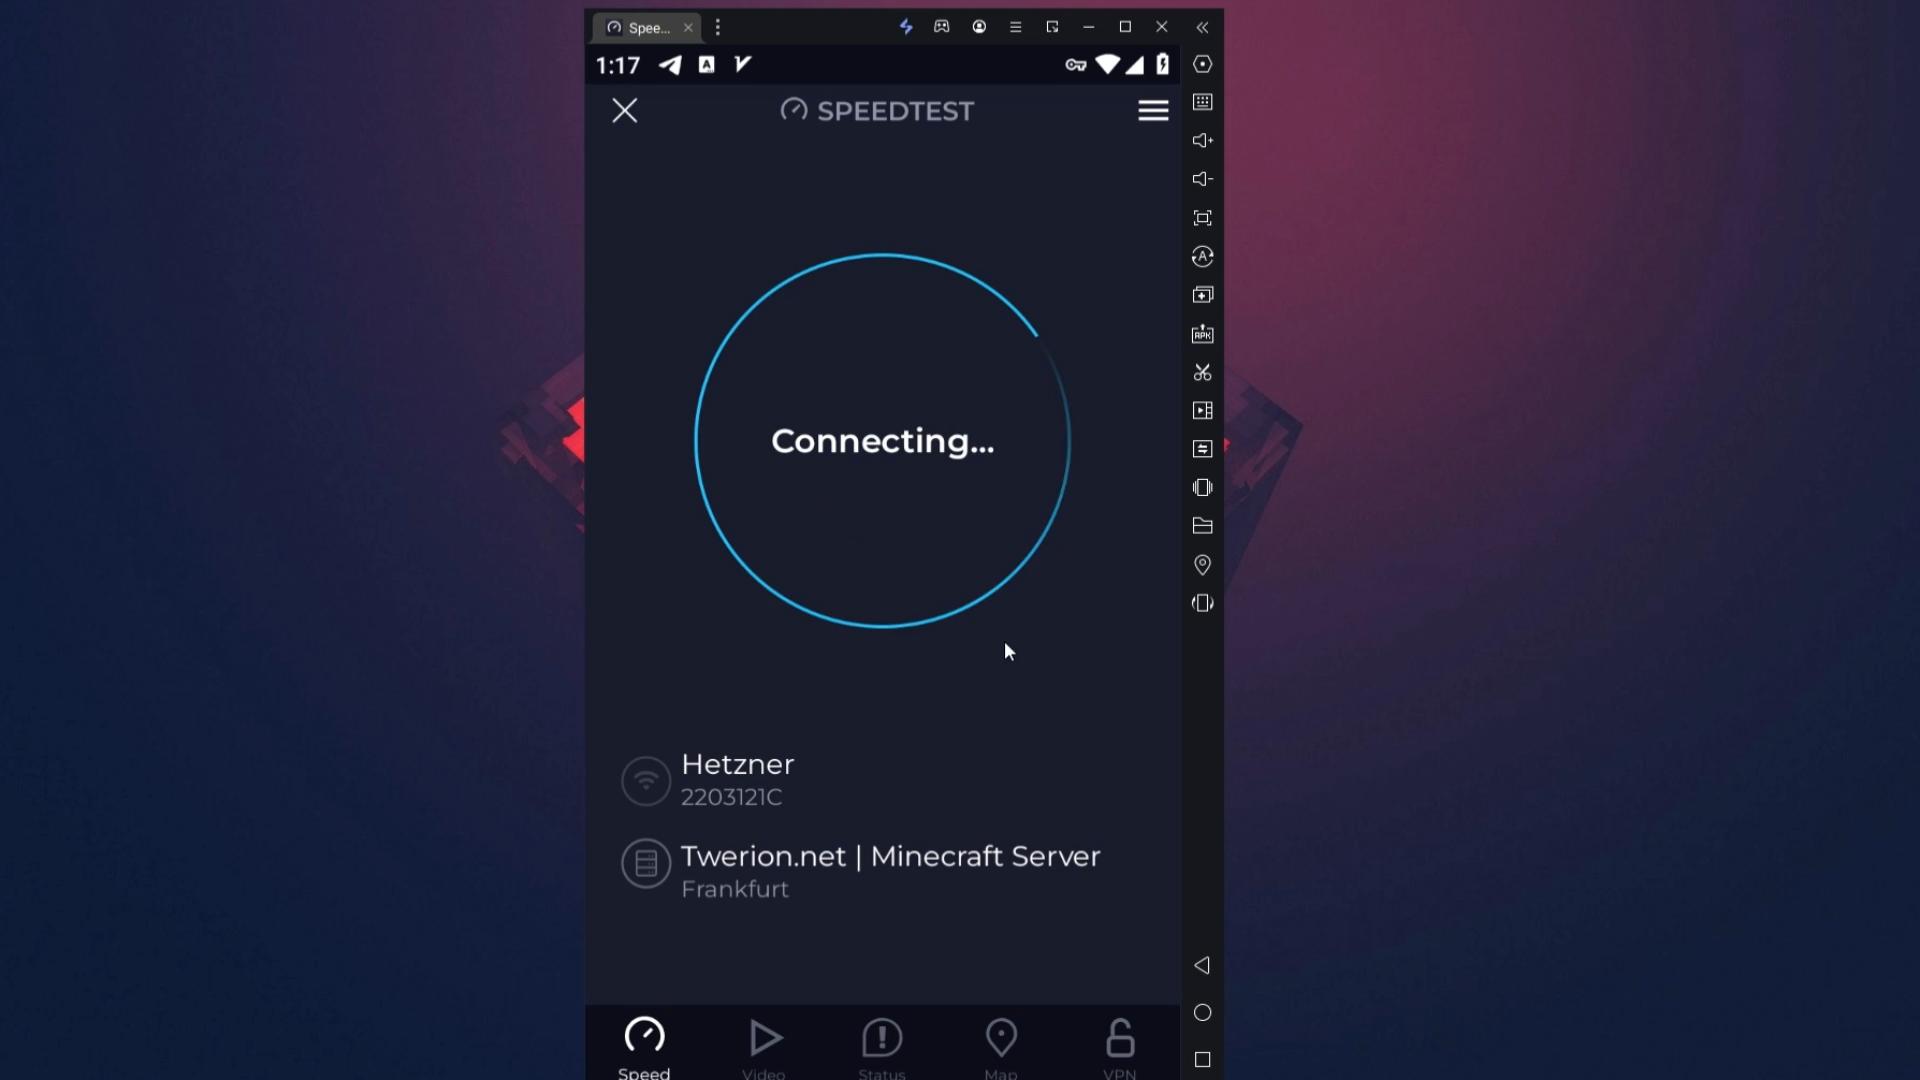 Spee...
1:17
SPEEDTEST
Connecting...
Hetzner
2203121C
Twerion.net | Minecraft Server
Frankfurt
Speed
Video
Status
Map
VPN